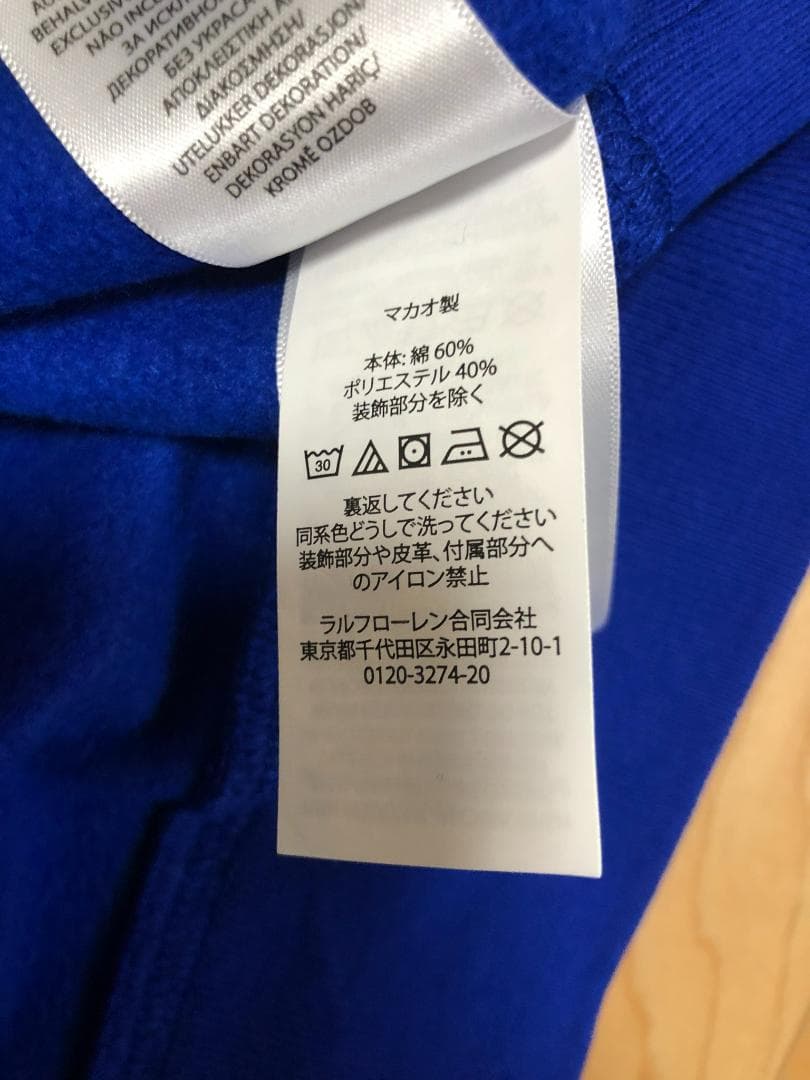 BEHALV
EXCLUSIV
NÃO INCL
ЗА ИСКЛ
ДЕКОРАТИВНО
БЕЗ УКРАСА
ΑΠΟΚΛΕΙΣΤΙΚΗ
ΔΙΑΚΟΣΜΗΣΗ/
UTELUKKER DEKORASJON/
ENBART DEKORATION/
DEKORASYON HARİÇ/
KROMĚ OZDOB
マカオ製
本体: 綿 60%
ポリエステル 40%
装飾部分を除く
30
裏返してください
同系色どうしで洗ってください
装飾部分や皮革、付属部分へ
のアイロン禁止
ラルフローレン合同会社
東京都千代田区永田町2-10-1
0120-3274-20